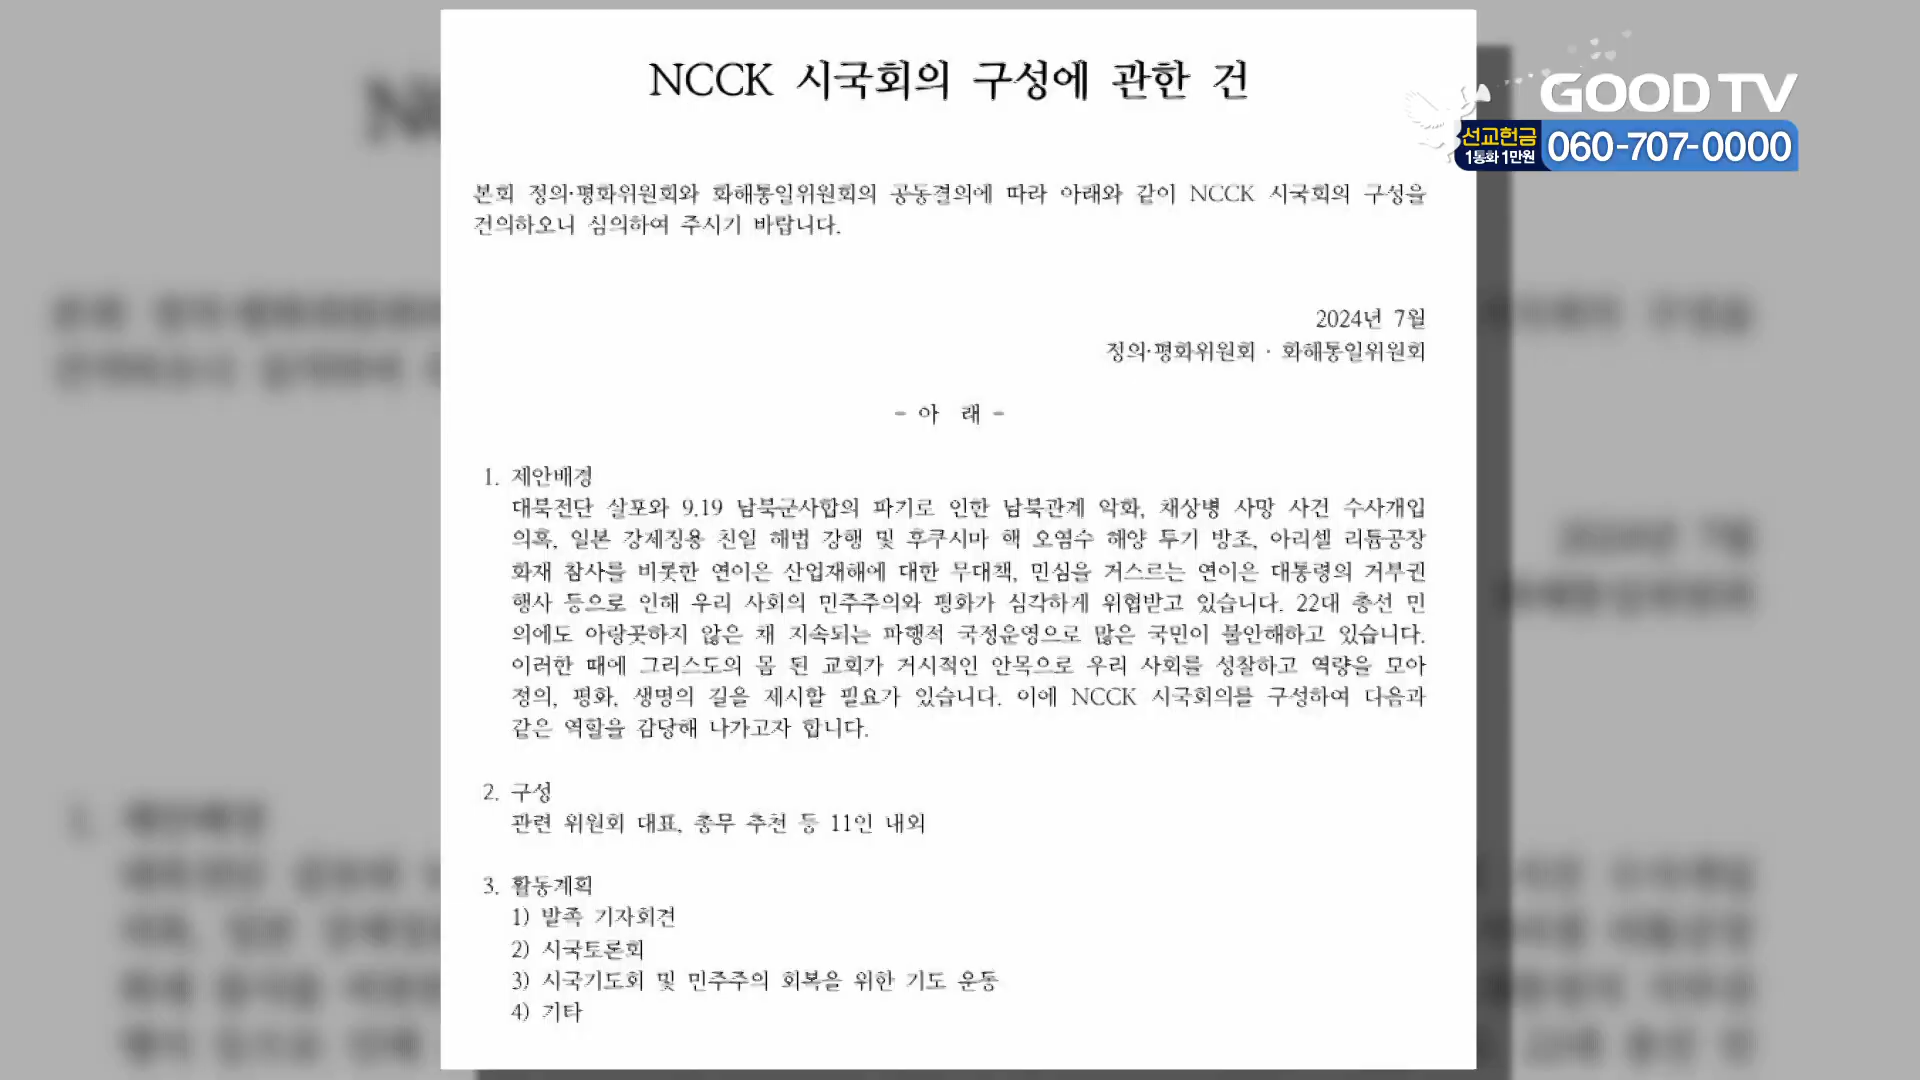 NCCK 시국회의 구성에 관한 건
GOODTV
선교헌금
1통화 1만원
060-707-0000
본회 정의·평화위원회와 화해통일위원회의 공동결의에 따라 아래와 같이 NCCK 시국회의 구성을
건의하오니 심의하여 주시기 바랍니다.
2024년 7월
정의·평화위원회 · 화해통일위원회
- 아 래 -
1. 제안배경
대북전단 살포와 9.19 남북군사합의 파기로 인한 남북관계 악화, 채상병 사망 사건 수사개입
의혹, 일본 강제징용 친일 해법 강행 및 후쿠시마 핵 오염수 해양 투기 방조, 아리셀 리튬공장
화재 참사를 비롯한 연이은 산업재해에 대한 무대책, 민심을 거스르는 연이은 대통령의 거부권
행사 등으로 인해 우리 사회의 민주주의와 평화가 심각하게 위협받고 있습니다. 22대 총선 민
의에도 아랑곳하지 않은 채 지속되는 파행적 국정운영으로 많은 국민이 불안해하고 있습니다.
이러한 때에 그리스도의 몸 된 교회가 거시적인 안목으로 우리 사회를 성찰하고 역량을 모아
정의, 평화, 생명의 길을 제시할 필요가 있습니다. 이에 NCCK 시국회의를 구성하여 다음과
같은 역할을 감당해 나가고자 합니다.
2. 구성
관련 위원회 대표, 총무 추천 등 11인 내외
3. 활동계획
1) 발족 기자회견
2) 시국토론회
3) 시국기도회 및 민주주의 회복을 위한 기도 운동
4) 기타